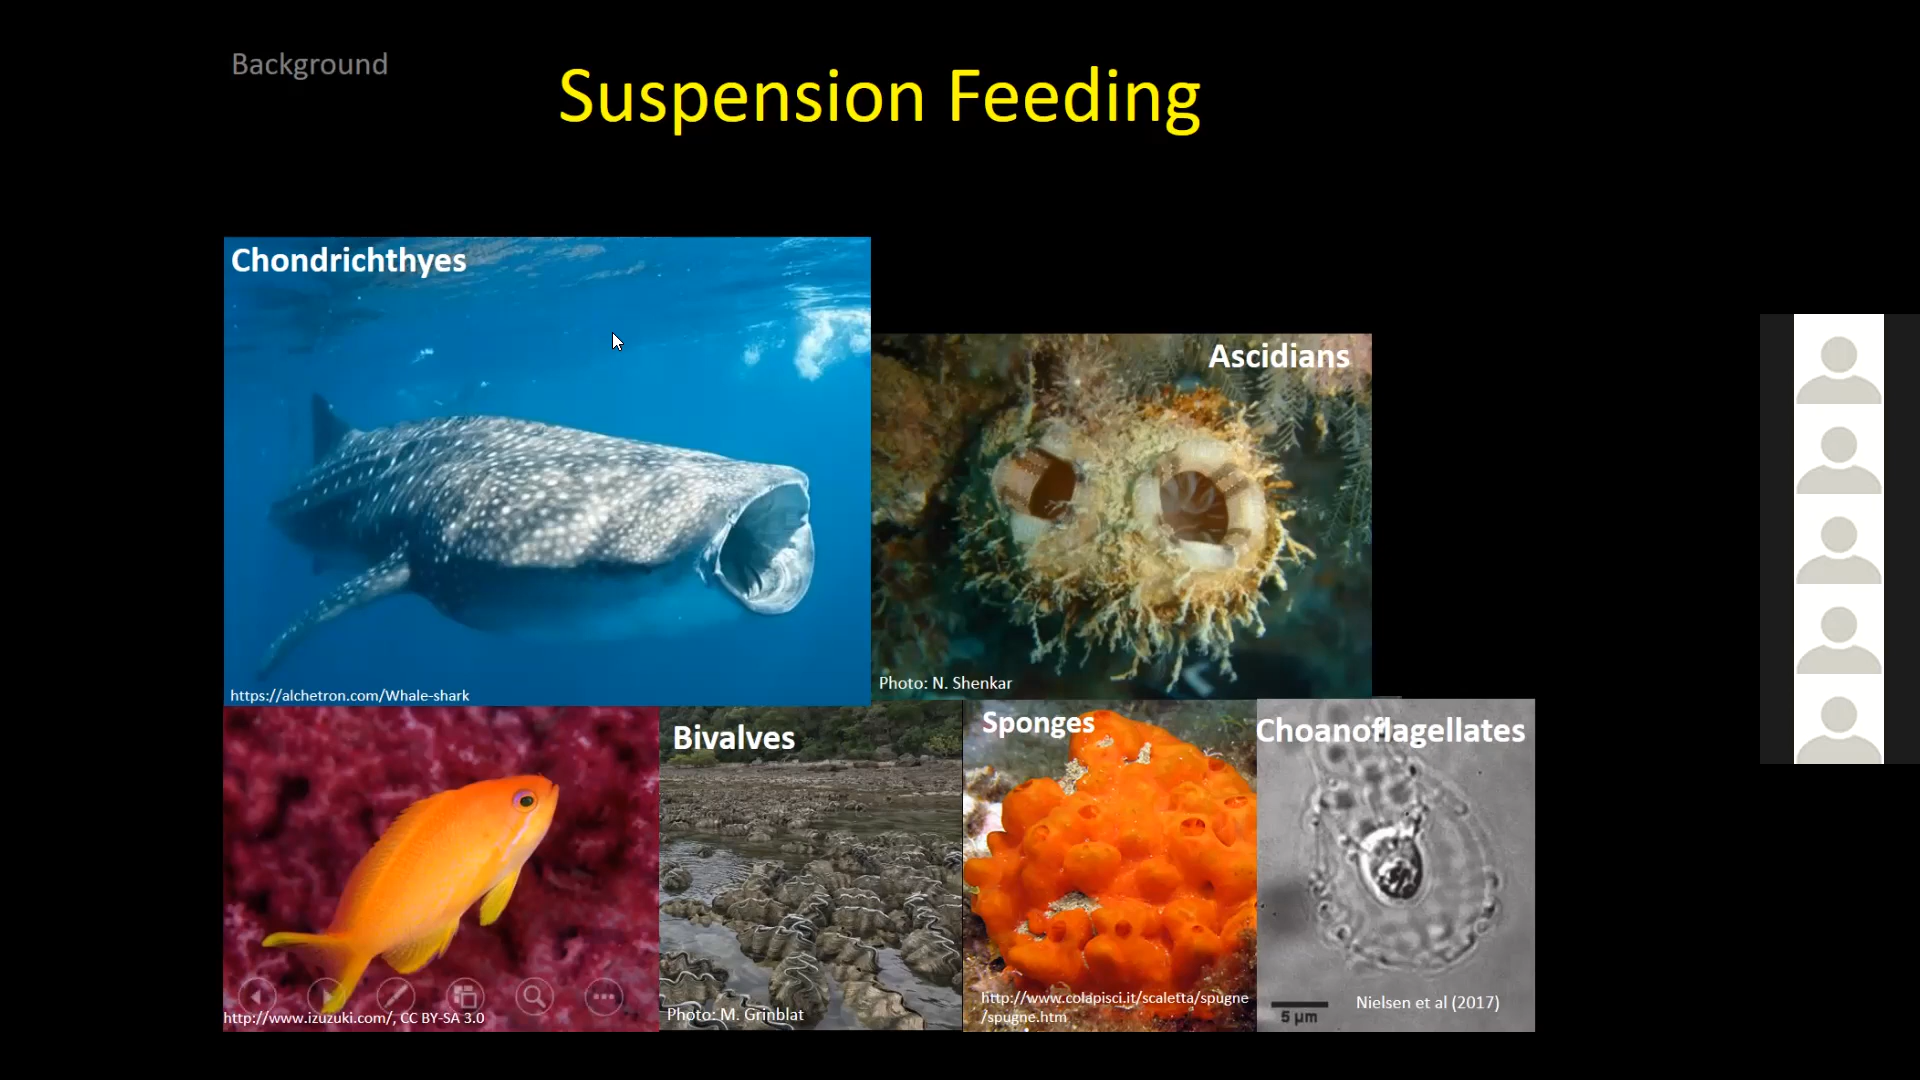 Background
Suspension Feeding
Chondrichthyes
https://alchetron.com/Whale-shark
Ascidians
Photo: N. Shenkar
http://www.izuzuki.com/, CC BY-SA 3.0
Bivalves
Photo: M. Grinblat
Sponges
http://www.colapisci.it/scaletta/spugne
/spugne.htm
Choanoflagellates
Nielsen et al (2017)
5 µm